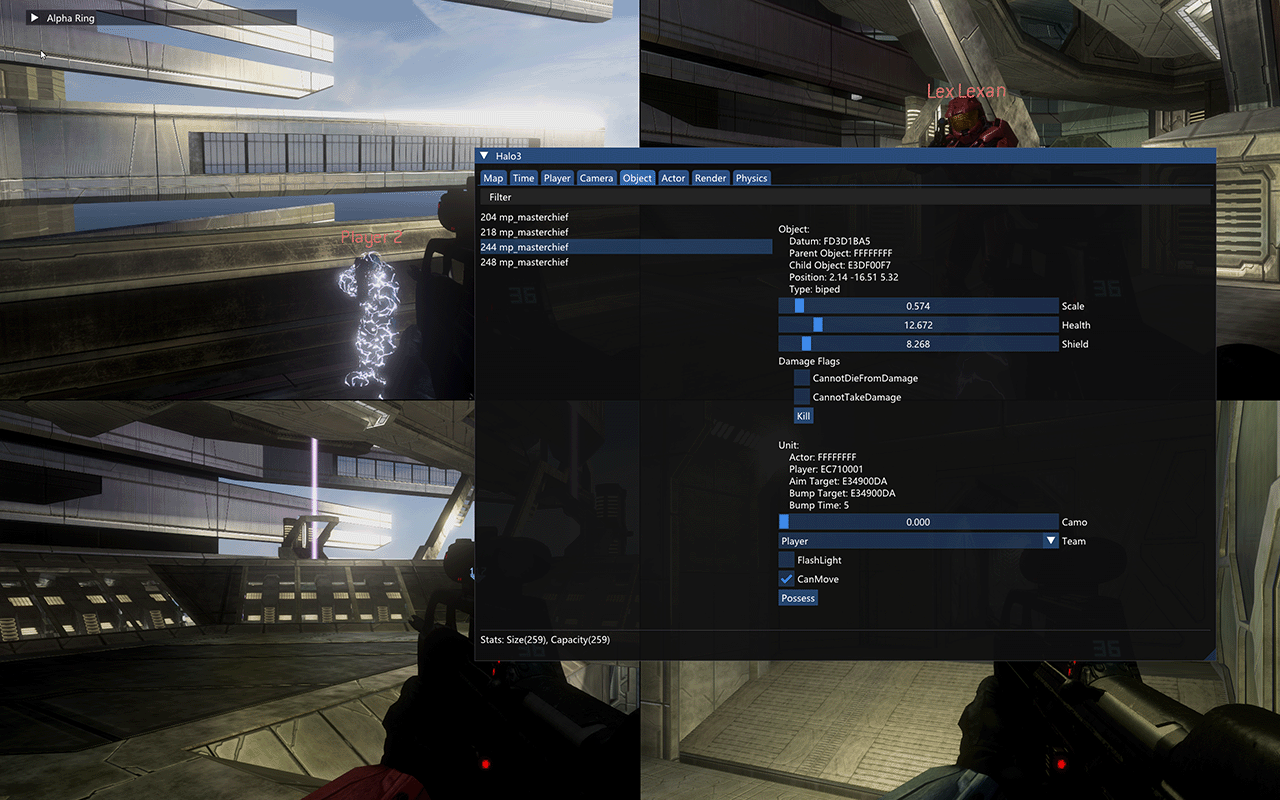 Alpha Ring
Lex Lexan
Player 2
Halo3
Map Time Player Camera Object Actor Render Physics
Filter
204 mp_masterchief
218 mp_masterchief
244 mp_masterchief
248 mp_masterchief
Object:
Datum: FD3D1BA5
Parent Object: FFFFFFFF
Child Object: E3DF00F7
Position: 2.14 -16.51 5.32
Type: biped
0.574 Scale
12.672 Health
8.268 Shield
Damage Flags
CannotDieFromDamage
CannotTakeDamage
Kill
Unit:
Actor: FFFFFFFF
Player: EC710001
Aim Target: E34900DA
Bump Target: E34900DA
Bump Time: 5
0.000 Camo
Player Team
FlashLight
CanMove
Possess
Stats: Size(259), Capacity(259)
36
36
36
36